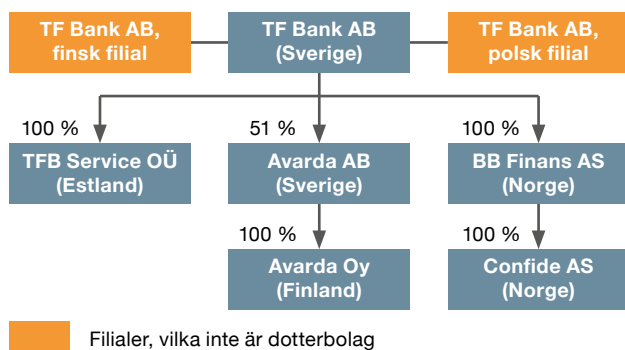 TF Bank AB,
finsk filial
TF Bank AB
(Sverige)
TF Bank AB,
polsk filial
100 %
51 %
100 %
TFB Service OÜ
(Estland)
Avarda AB
(Sverige)
BB Finans AS
(Norge)
100 %
100 %
Avarda Oy
(Finland)
Confide AS
(Norge)
Filialer, vilka inte är dotterbolag